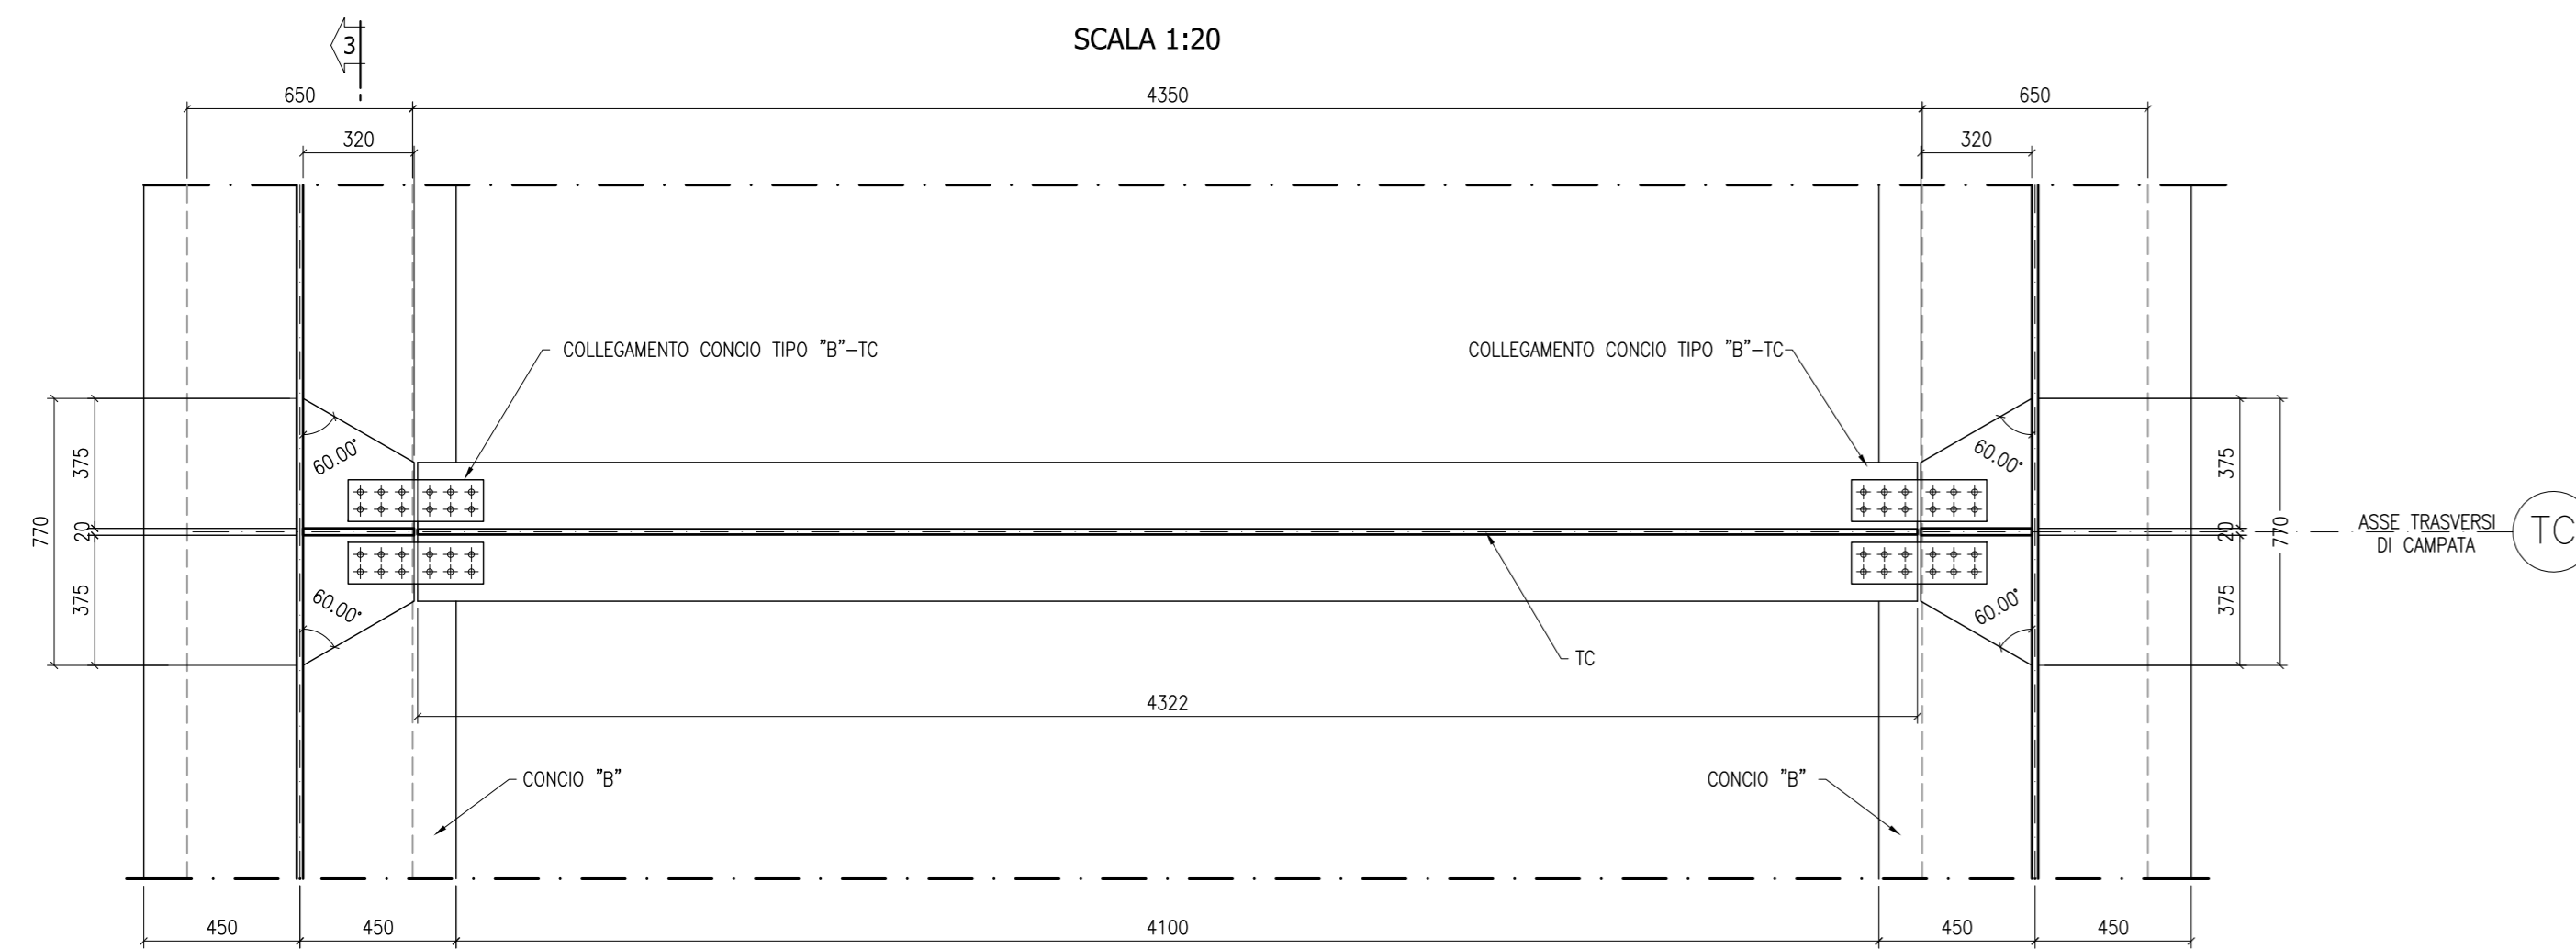 3
SCALA 1:20
650
4350
650
320
320
COLLEGAMENTO CONCIO TIPO "B"-TC
COLLEGAMENTO CONCIO TIPO "B"-TC
60.00°
60.00°
375
375
770
20
20
770
ASSE TRASVERSI
DI CAMPATA
TC
60.00°
60.00°
375
375
TC
4322
CONCIO "B"
CONCIO "B"
450
450
4100
450
450